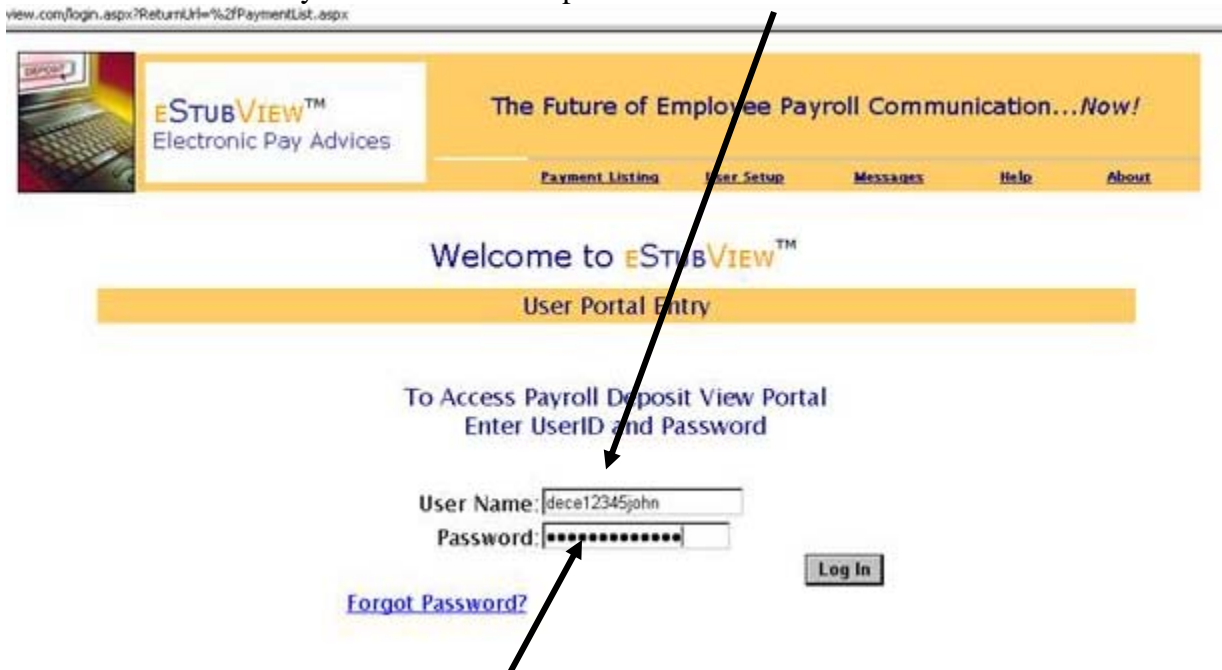 view.com/login.aspx?ReturnUrl=%2fPaymentList.aspx
DEPOSIT
ESTUBVIEW™
Electronic Pay Advices
The Future of Employee Payroll Communication...Now!
Payment Listing User Setup Messages Help About
Welcome to ESTUBVIEW™
User Portal Entry
To Access Payroll Deposit View Portal
Enter UserID and Password
User Name: dece12345john
Password: •••••••••••••
Log In
Forgot Password?